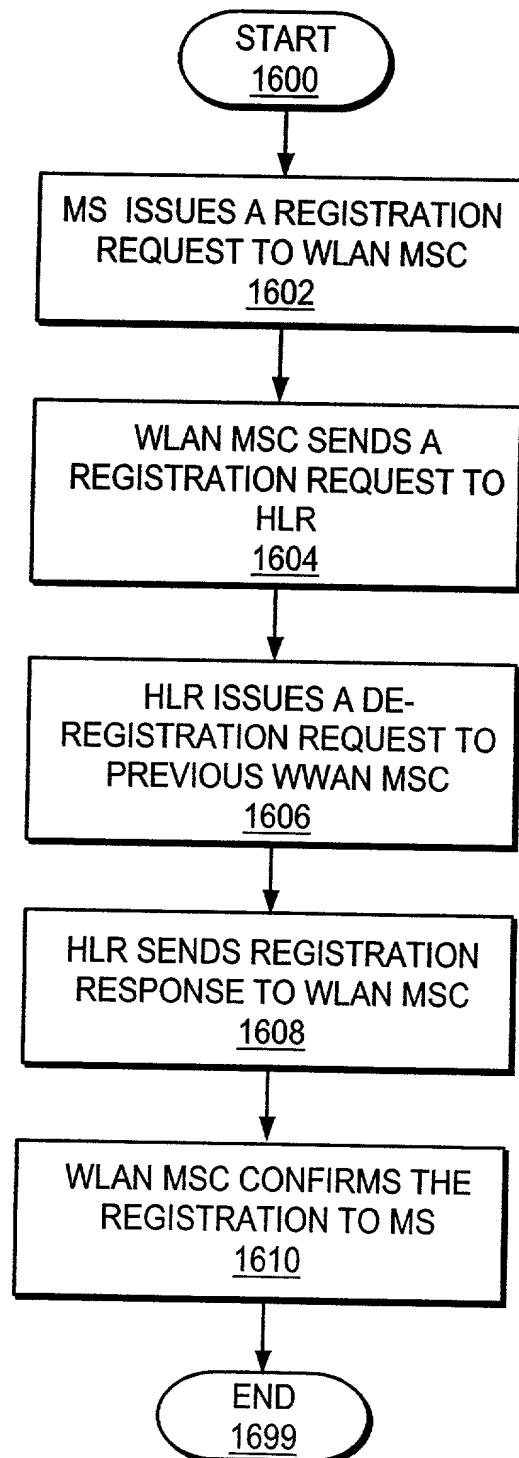 START
1600
MS ISSUES A REGISTRATION
REQUEST TO WLAN MSC
1602
WLAN MSC SENDS A
REGISTRATION REQUEST TO
HLR
1604
HLR ISSUES A DE-
REGISTRATION REQUEST TO
PREVIOUS WWAN MSC
1606
HLR SENDS REGISTRATION
RESPONSE TO WLAN MSC
1608
WLAN MSC CONFIRMS THE
REGISTRATION TO MS
1610
END
1699